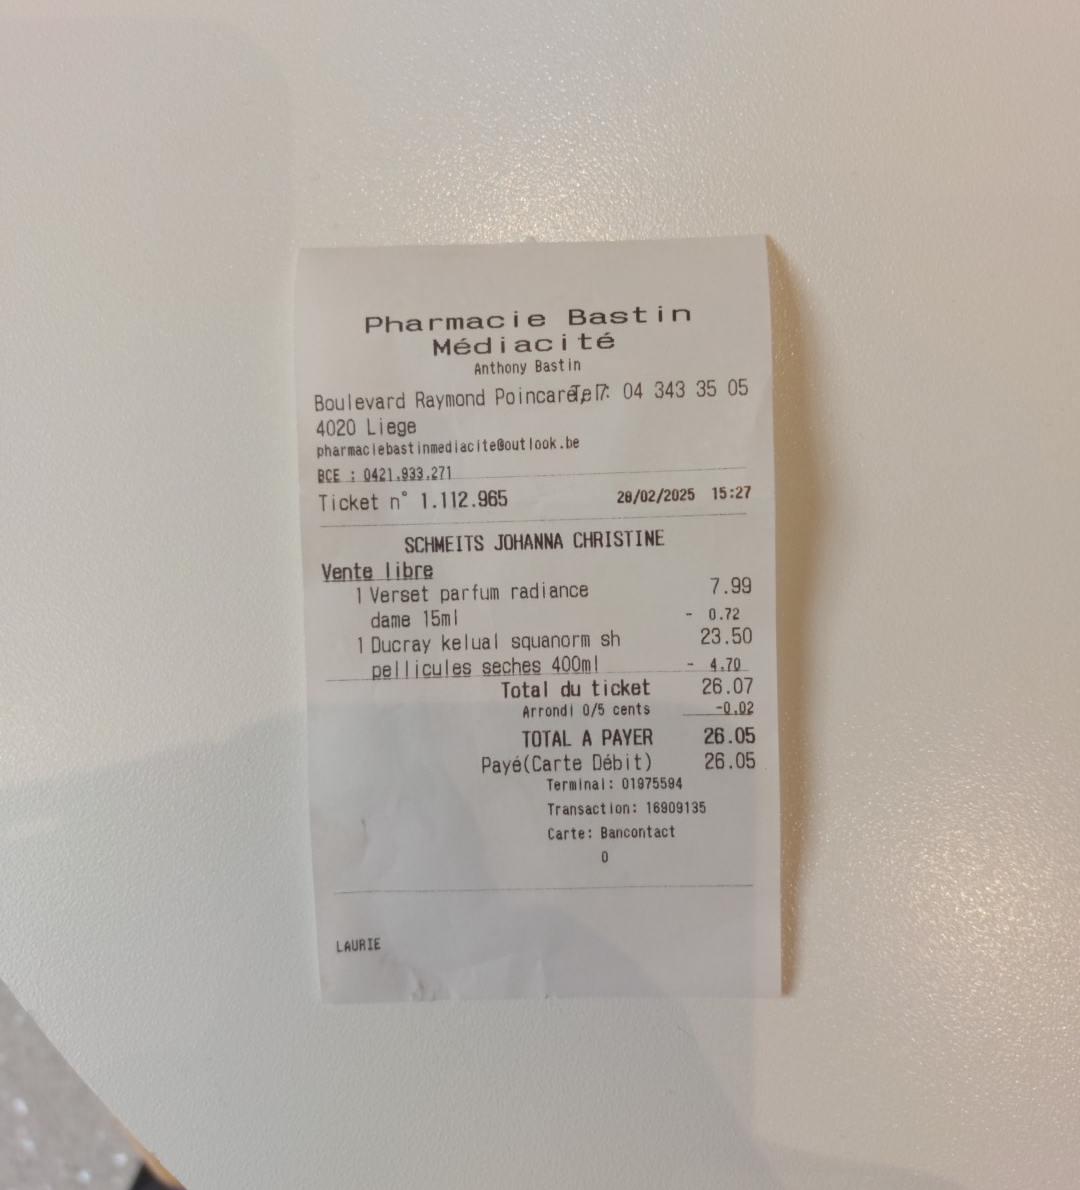 Pharmacie Bastin
Médiacité
Anthony Bastin
Boulevard Raymond Poincaré, 7 Tel: 04 343 35 05
4020 Liege
pharmaciebastinmediacite@outlook.be
BCE : 0421.933.271
Ticket n° 1.112.965 28/02/2025 15:27
SCHMEITS JOHANNA CHRISTINE
Vente libre
1 Verset parfum radiance 7.99
dame 15ml - 0.72
1 Ducray kelual squanorm sh 23.50
pellicules seches 400ml - 4.70
Total du ticket 26.07
Arrondi 0/5 cents -0.02
TOTAL A PAYER 26.05
Payé(Carte Débit) 26.05
Terminal: 01975594
Transaction: 16909135
Carte: Bancontact
0
LAURIE